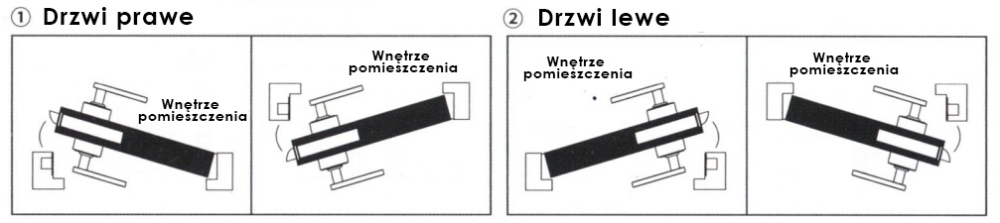 ① Drzwi prawe
Wnętrze
pomieszczenia
Wnętrze
pomieszczenia
② Drzwi lewe
Wnętrze
pomieszczenia
Wnętrze
pomieszczenia